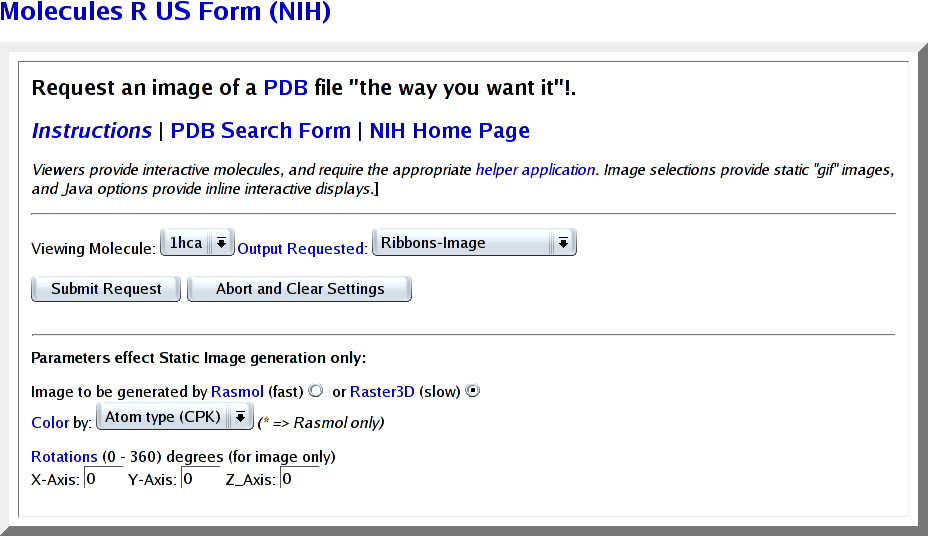 Molecules R US Form (NIH)
Request an image of a PDB file "the way you want it"!.
Instructions | PDB Search Form | NIH Home Page
Viewers provide interactive molecules, and require the appropriate helper application. Image selections provide static "gif" images,
and Java options provide inline interactive displays.]
Viewing Molecule: 1hca Output Requested: Ribbons-Image
Submit Request Abort and Clear Settings
Parameters effect Static Image generation only:
Image to be generated by Rasmol (fast) or Raster3D (slow)
Color by: Atom type (CPK) (* => Rasmol only)
Rotations (0 - 360) degrees (for image only)
X-Axis: 0 Y-Axis: 0 Z_Axis: 0